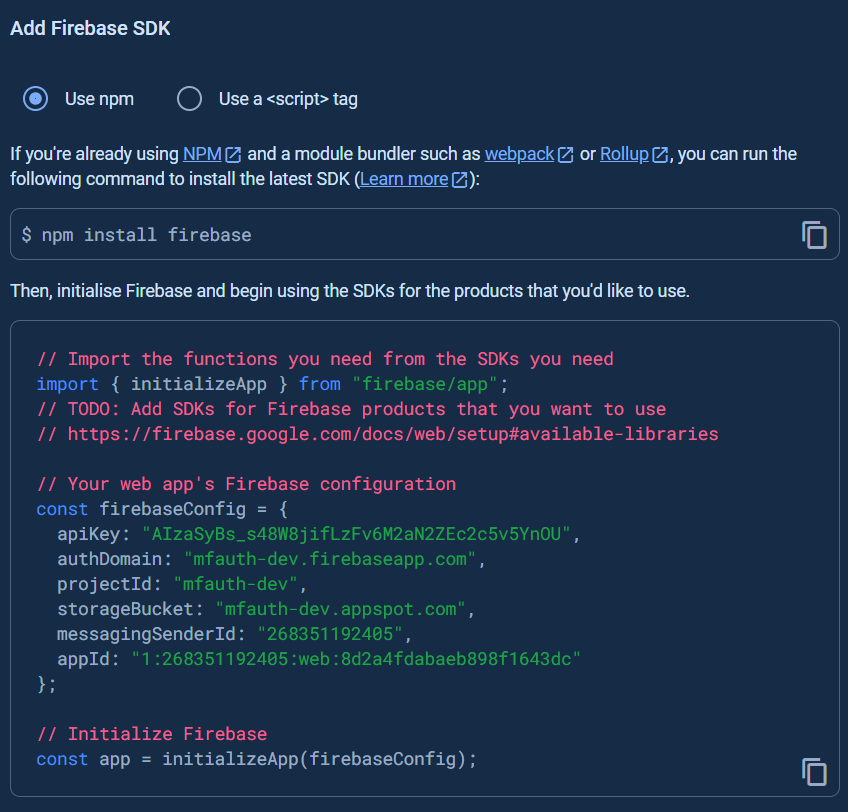 Add Firebase SDK
Use npm
Use a <script> tag
If you're already using NPM and a module bundler such as webpack or Rollup, you can run the
following command to install the latest SDK (Learn more):
$ npm install firebase
Then, initialise Firebase and begin using the SDKs for the products that you'd like to use.
// Import the functions you need from the SDKs you need
import { initializeApp } from "firebase/app";
// TODO: Add SDKs for Firebase products that you want to use
// https://firebase.google.com/docs/web/setup#available-libraries
// Your web app's Firebase configuration
const firebaseConfig = {
  apiKey: "AIzaSyBs_s48W8jifLzFv6M2aN2ZEc2c5v5YnOU",
  authDomain: "mfauth-dev.firebaseapp.com",
  projectId: "mfauth-dev",
  storageBucket: "mfauth-dev.appspot.com",
  messagingSenderId: "268351192405",
  appId: "1:268351192405:web:8d2a4fdabaeb898f1643dc"
};
// Initialize Firebase
const app = initializeApp(firebaseConfig);